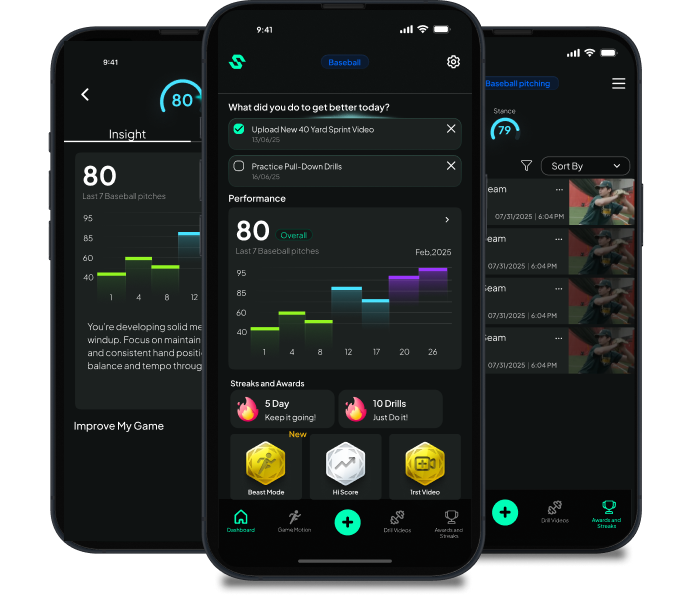 9:41
80
Insight
80
Last 7 Baseball pitches
95
85
60
40
1 4 8 12
You're developing solid me
windup. Focus on maintain
and consistent hand positi
balance and tempo throug
Improve My Game
9:41
Baseball
What did you do to get better today?
Upload New 40 Yard Sprint Video
13/06/25
Practice Pull-Down Drills
16/06/25
Performance
80 Overall
Last 7 Baseball pitches
Feb,2025
95
85
60
40
1 4 8 12 17 20 26
Streaks and Awards
5 Day
Keep it going!
10 Drills
Just Do it!
New
Beast Mode
Hi Score
1rst Video
Dashboard
Game Motion
Drill Videos
Awards and
Streaks
Baseball pitching
Stance
79
Sort By
eam
07/31/2025 | 6:04 PM
eam
07/31/2025 | 6:04 PM
Seam
07/31/2025 | 6:04 PM
Seam
07/31/2025 | 6:04 PM
Drill Videos
Awards and
Streaks